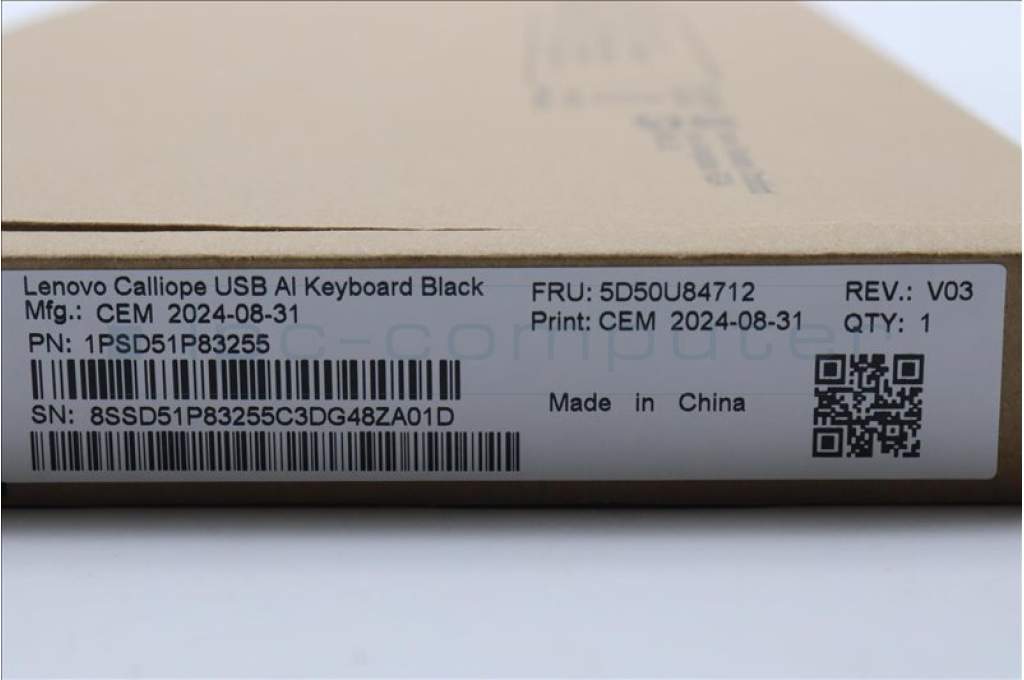 Lenovo Calliope USB AI Keyboard Black
Mfg.: CEM 2024-08-31
PN: 1PSD51P83255
SN: 8SSD51P83255C3DG48ZA01D
FRU: 5D50U84712
Print: CEM 2024-08-31
Made in China
REV.: V03
QTY: 1
c-computer